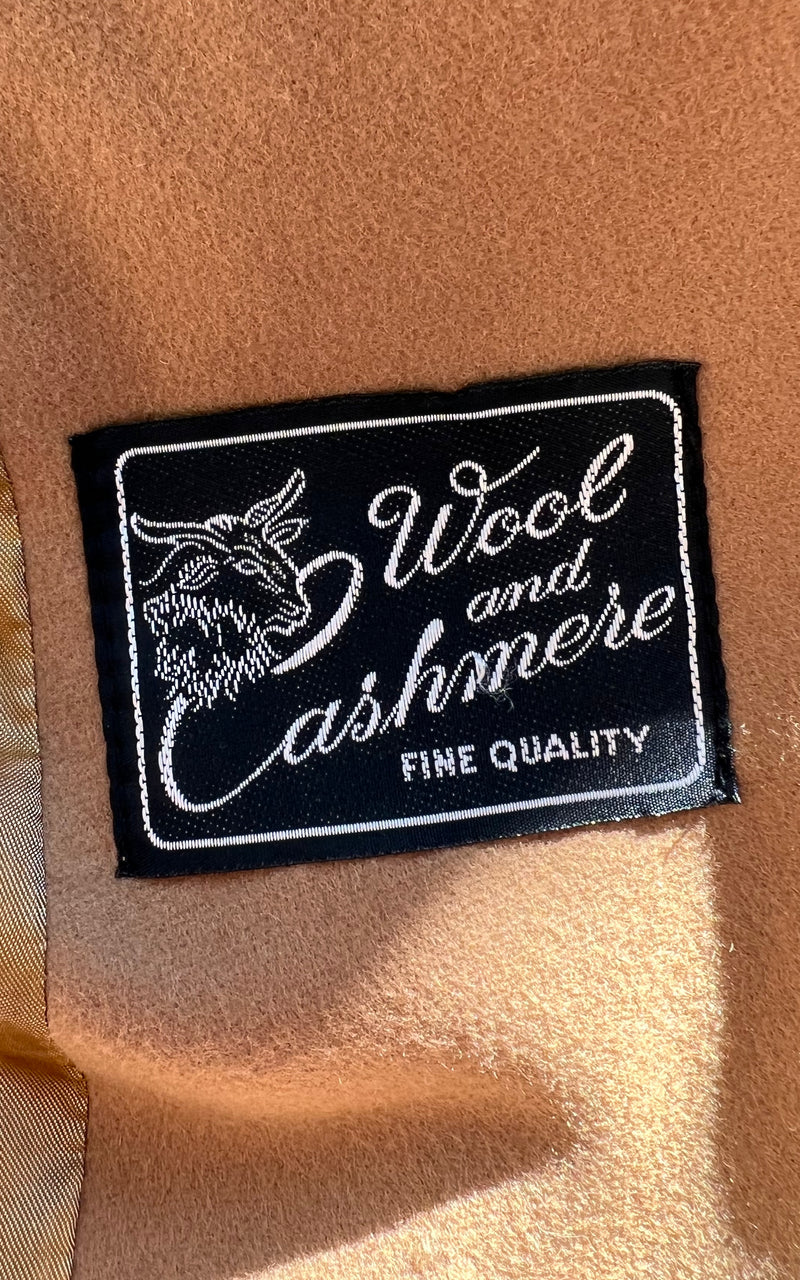 Wool
and
Cashmere
FINE QUALITY